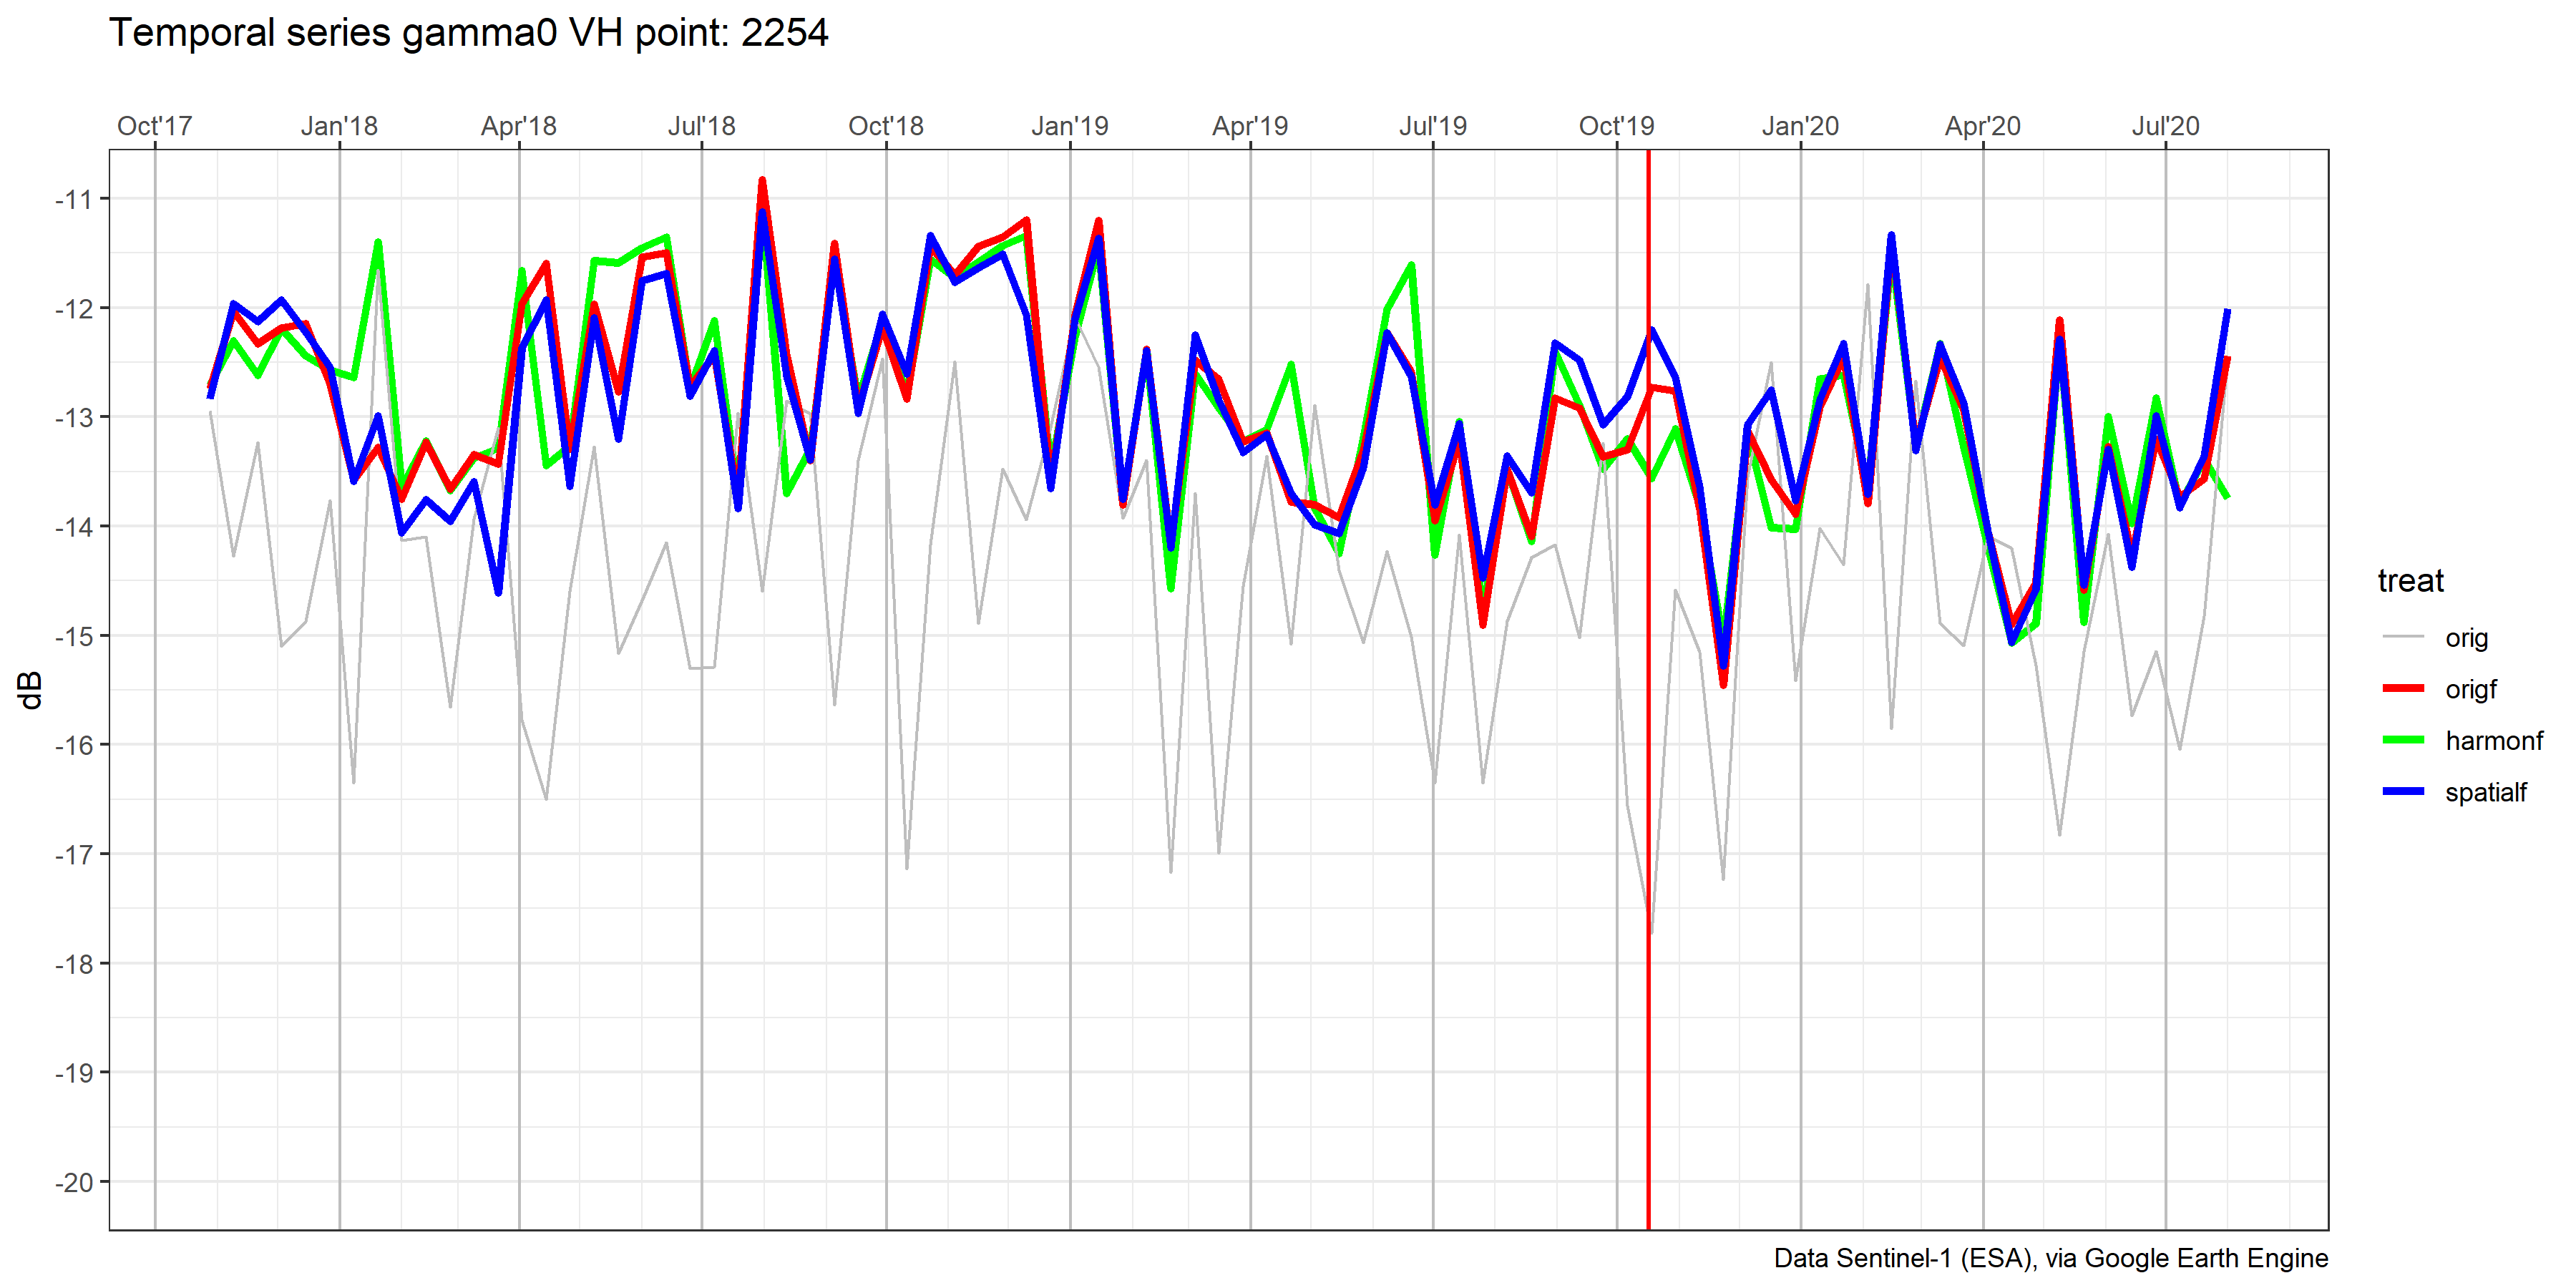 Temporal series gamma0 VH point: 2254
Oct'17 Jan'18 Apr'18 Jul'18 Oct'18 Jan'19 Apr'19 Jul'19 Oct'19 Jan'20 Apr'20 Jul'20
-11
-12
-13
-14
-15
-16
-17
-18
-19
-20
dB
treat
orig
origf
harmonf
spatialf
Data Sentinel-1 (ESA), via Google Earth Engine